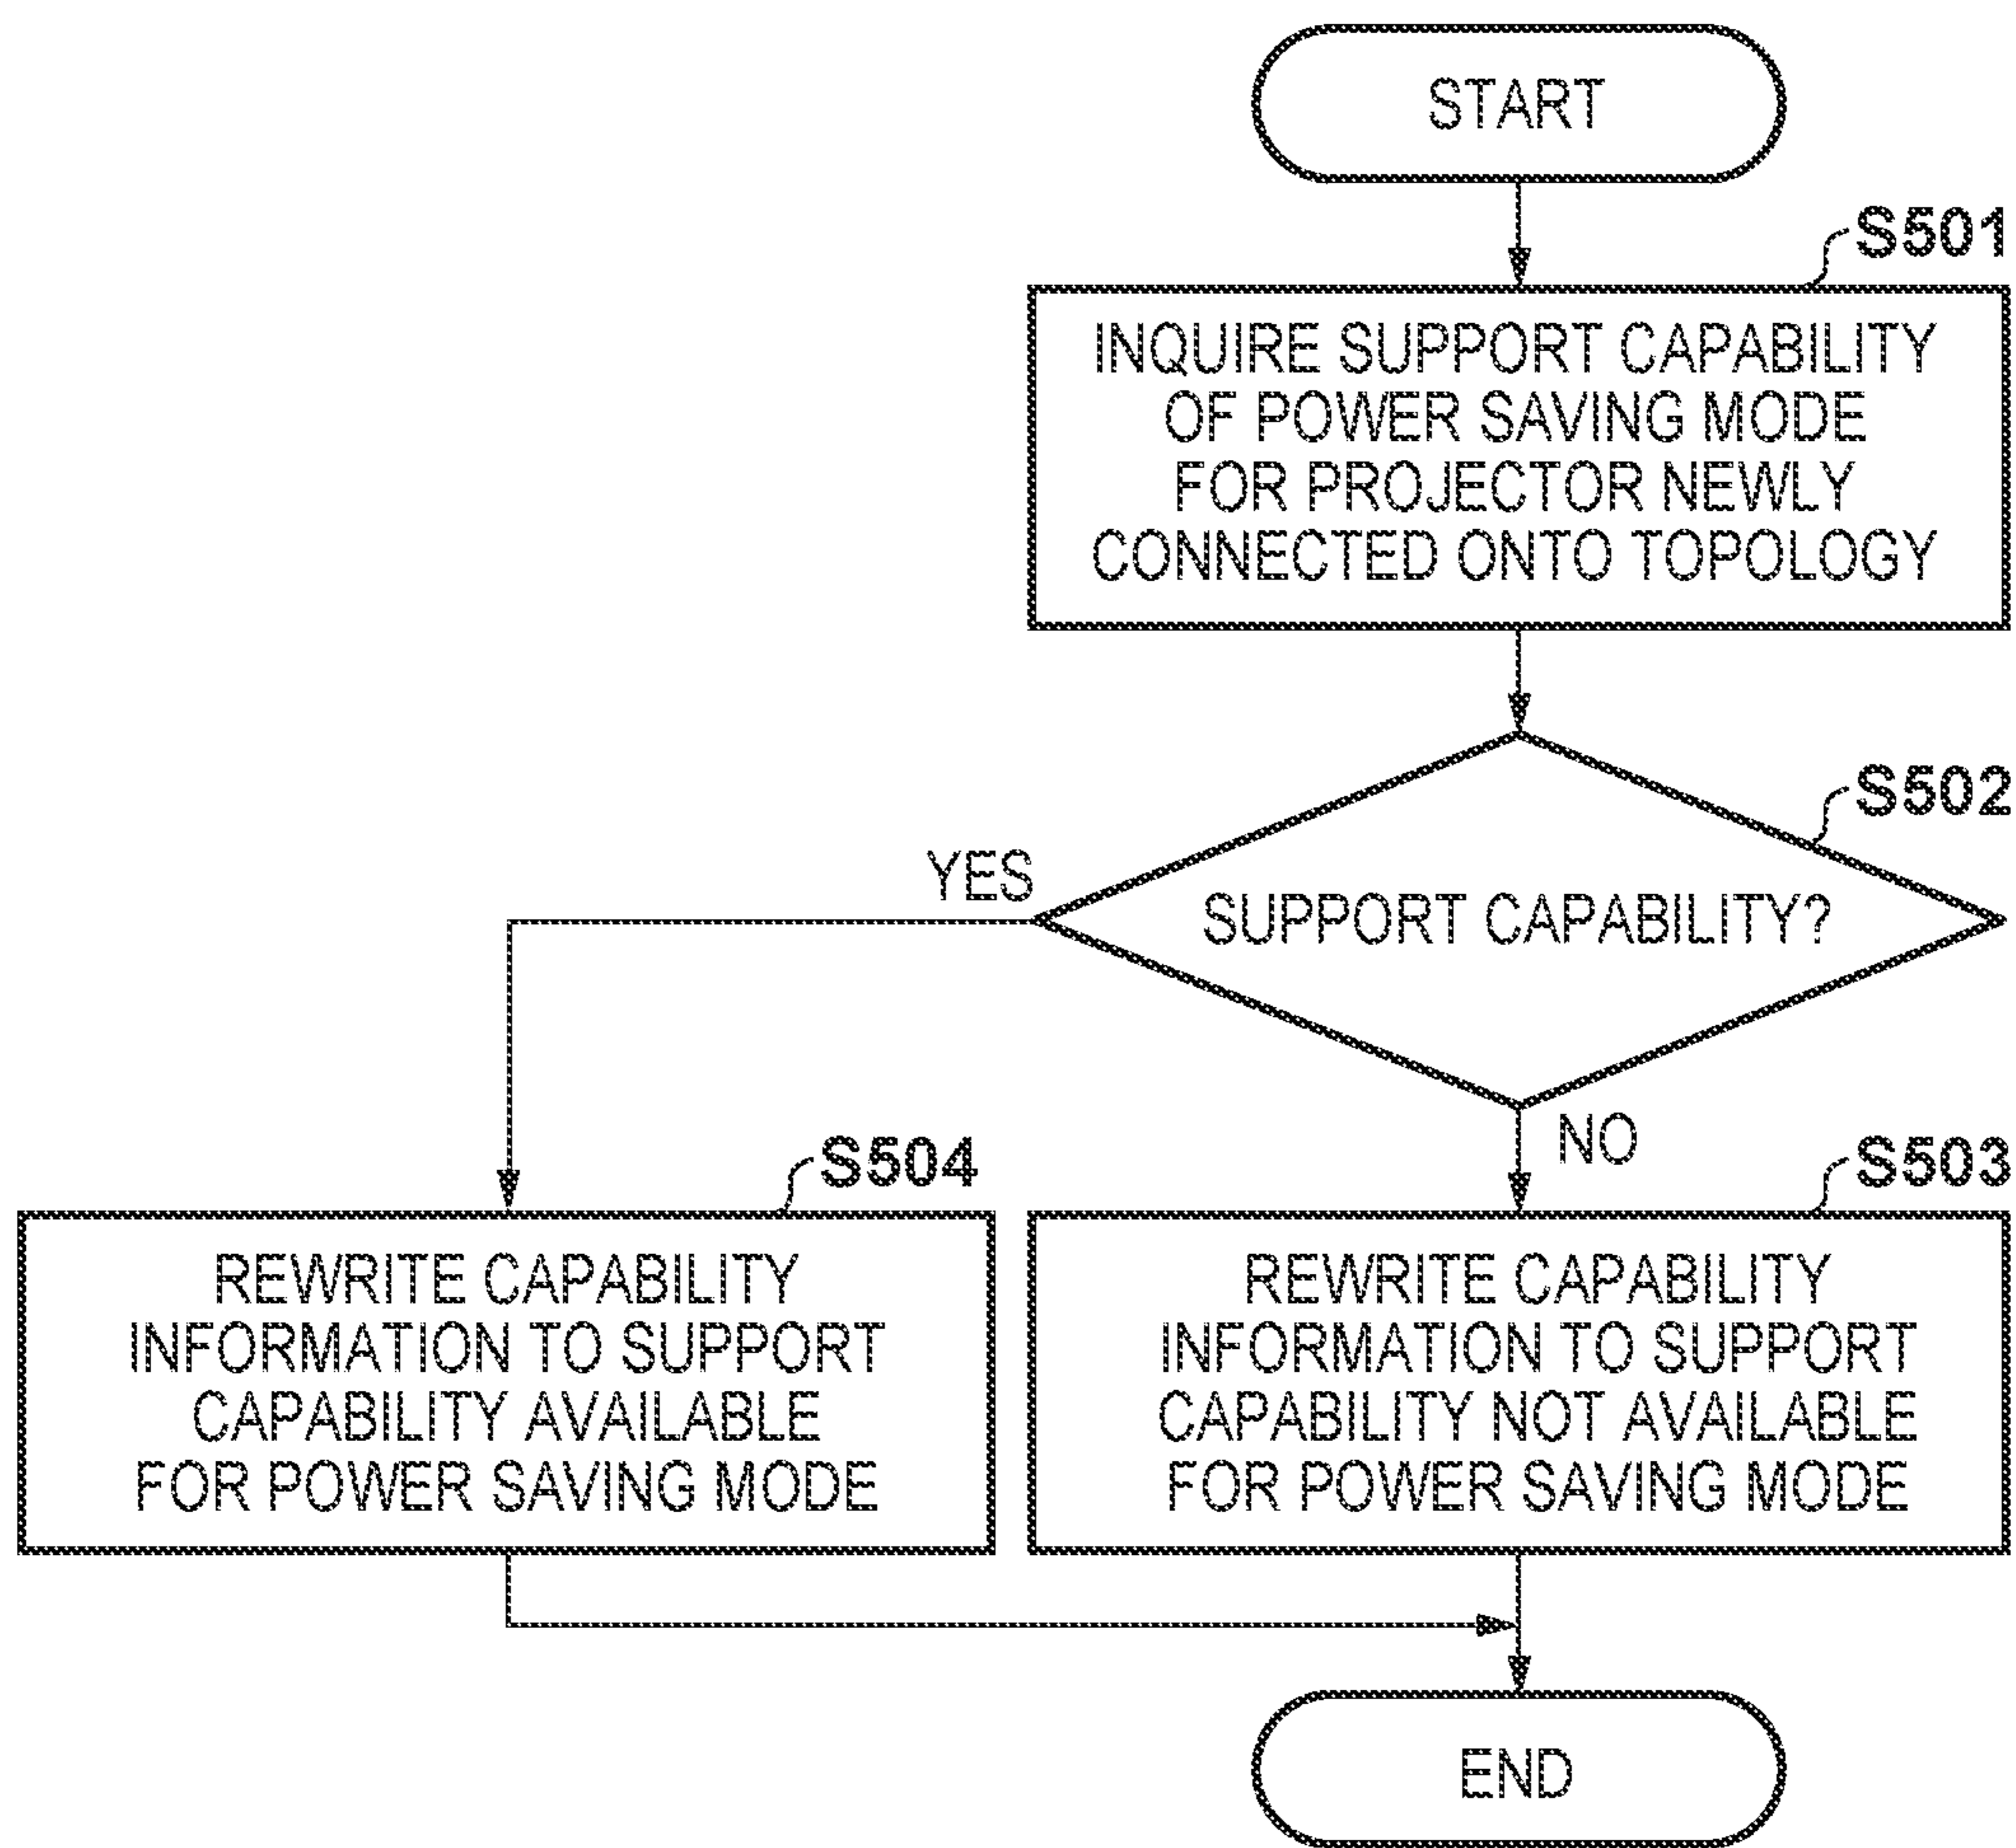 START
S501
INQUIRE SUPPORT CAPABILITY
OF POWER SAVING MODE
FOR PROJECTOR NEWLY
CONNECTED ONTO TOPOLOGY
S502
YES
SUPPORT CAPABILITY?
NO
S504
REWRITE CAPABILITY
INFORMATION TO SUPPORT
CAPABILITY AVAILABLE
FOR POWER SAVING MODE
S503
REWRITE CAPABILITY
INFORMATION TO SUPPORT
CAPABILITY NOT AVAILABLE
FOR POWER SAVING MODE
END